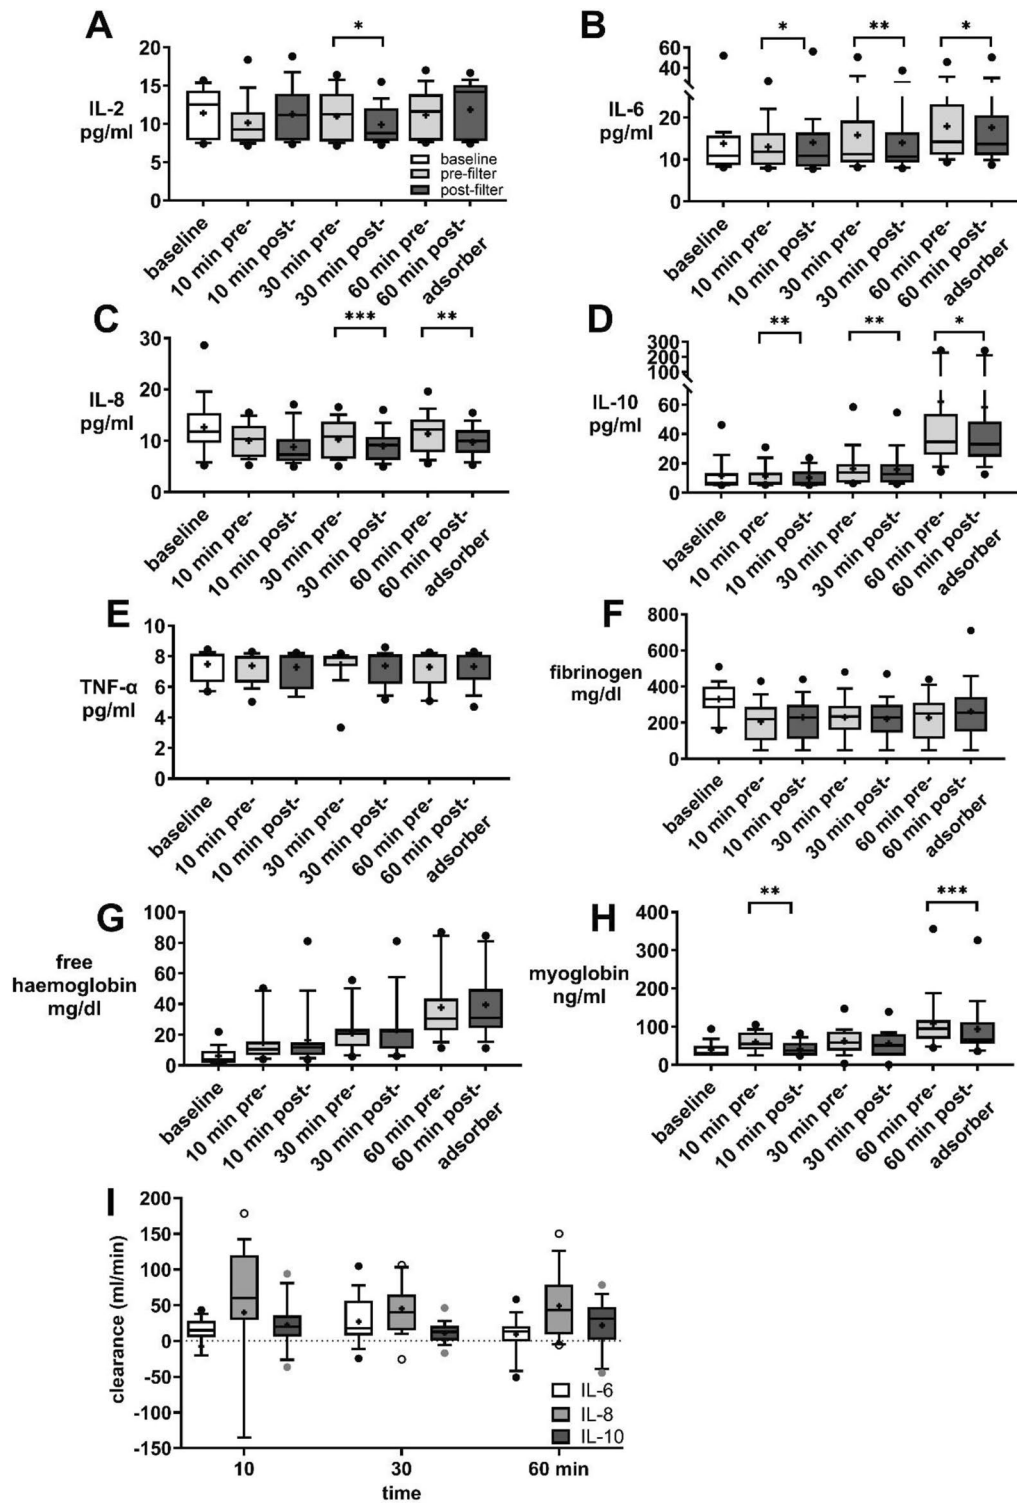 A
*
20
15
10
5
0
IL-2
pg/ml
baseline
pre-filter
post-filter
baseline
10 min pre-
10 min post-
30 min pre-
30 min post-
60 min pre-
60 min post-
adsorber
B
*
**
*
60
40
20
10
0
IL-6
pg/ml
baseline
10 min pre-
10 min post-
30 min pre-
30 min post-
60 min pre-
60 min post-
adsorber
C
***
**
30
20
10
0
IL-8
pg/ml
baseline
10 min pre-
10 min post-
30 min pre-
30 min post-
60 min pre-
60 min post-
adsorber
D
**
**
*
300
200
100
60
40
20
0
IL-10
pg/ml
baseline
10 min pre-
10 min post-
30 min pre-
30 min post-
60 min pre-
60 min post-
adsorber
E
10
8
6
4
2
0
TNF-α
pg/ml
baseline
10 min pre-
10 min post-
30 min pre-
30 min post-
60 min pre-
60 min post-
adsorber
F
800
600
400
200
0
fibrinogen
mg/dl
baseline
10 min pre-
10 min post-
30 min pre-
30 min post-
60 min pre-
60 min post-
adsorber
G
100
80
60
40
20
0
free
haemoglobin
mg/dl
baseline
10 min pre-
10 min post-
30 min pre-
30 min post-
60 min pre-
60 min post-
adsorber
H
**
***
400
300
200
100
0
myoglobin
ng/ml
baseline
10 min pre-
10 min post-
30 min pre-
30 min post-
60 min pre-
60 min post-
adsorber
I
200
150
100
50
0
-50
-100
-150
clearance (ml/min)
IL-6
IL-8
IL-10
10
30
60 min
time